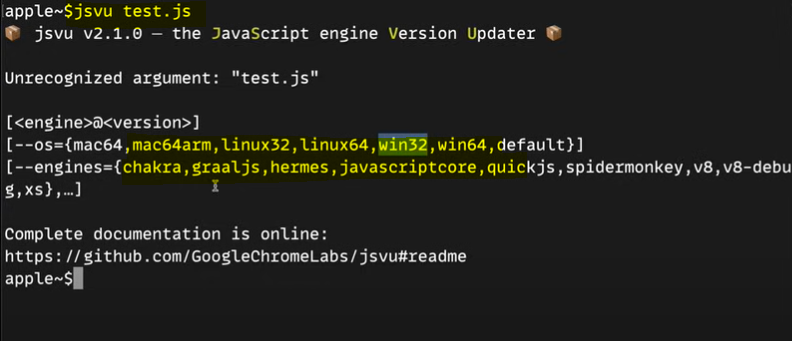 apple~$jsvu test.js
📦 jsvu v2.1.0 — the JavaScript engine Version Updater 📦
Unrecognized argument: "test.js"
[<engine>@<version>]
[--os={mac64,mac64arm,linux32,linux64,win32,win64,default}]
[--engines={chakra,graaljs,hermes,javascriptcore,quickjs,spidermonkey,v8,v8-debu
g,xs},…]
Complete documentation is online:
https://github.com/GoogleChromeLabs/jsvu#readme
apple~$